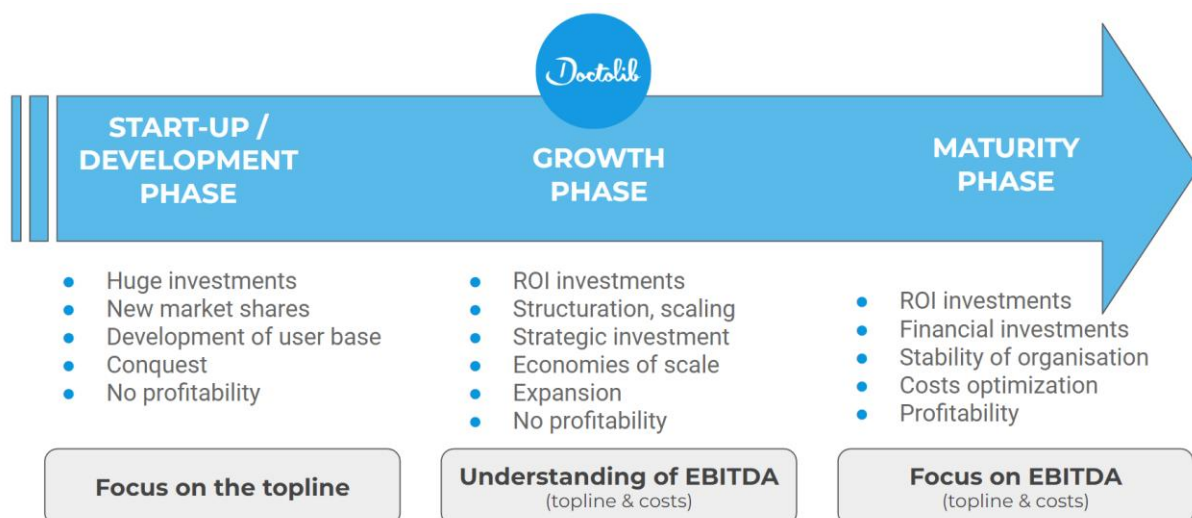 Doctolib
START-UP /
DEVELOPMENT
PHASE
GROWTH
PHASE
MATURITY
PHASE
Huge investments
New market shares
Development of user base
Conquest
No profitability
ROI investments
Structuration, scaling
Strategic investment
Economies of scale
Expansion
No profitability
ROI investments
Financial investments
Stability of organisation
Costs optimization
Profitability
Focus on the topline
Understanding of EBITDA
(topline & costs)
Focus on EBITDA
(topline & costs)